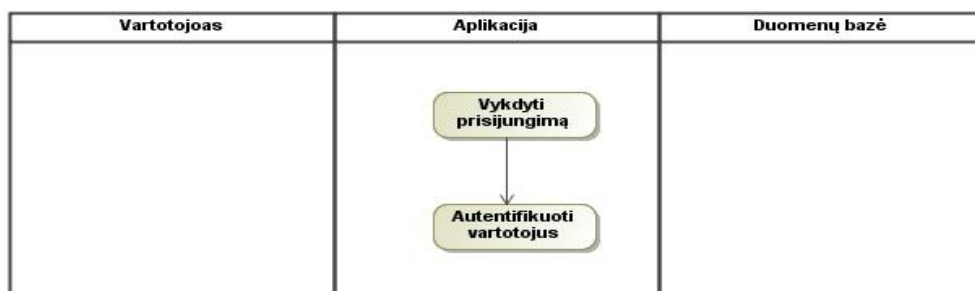 Vartotojoas
Aplikacija
Duomenų bazė
Vykdyti
prisijungimą
Autentifikuoti
vartotojus